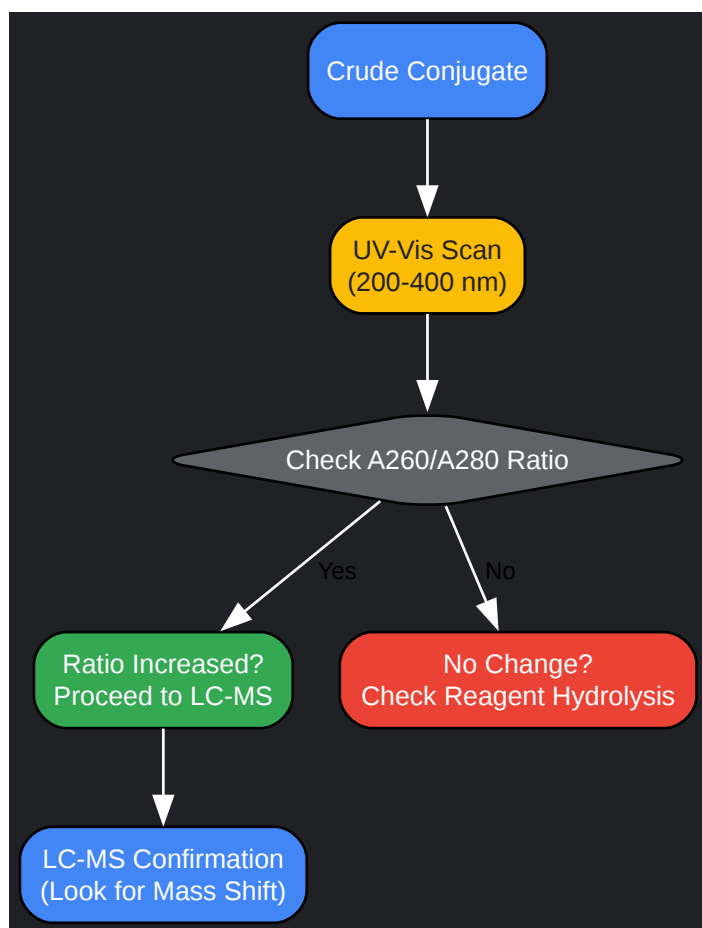 Crude Conjugate
UV-Vis Scan
(200-400 nm)
Check A260/A280 Ratio
Yes
No
Ratio Increased?
Proceed to LC-MS
No Change?
Check Reagent Hydrolysis
LC-MS Confirmation
(Look for Mass Shift)